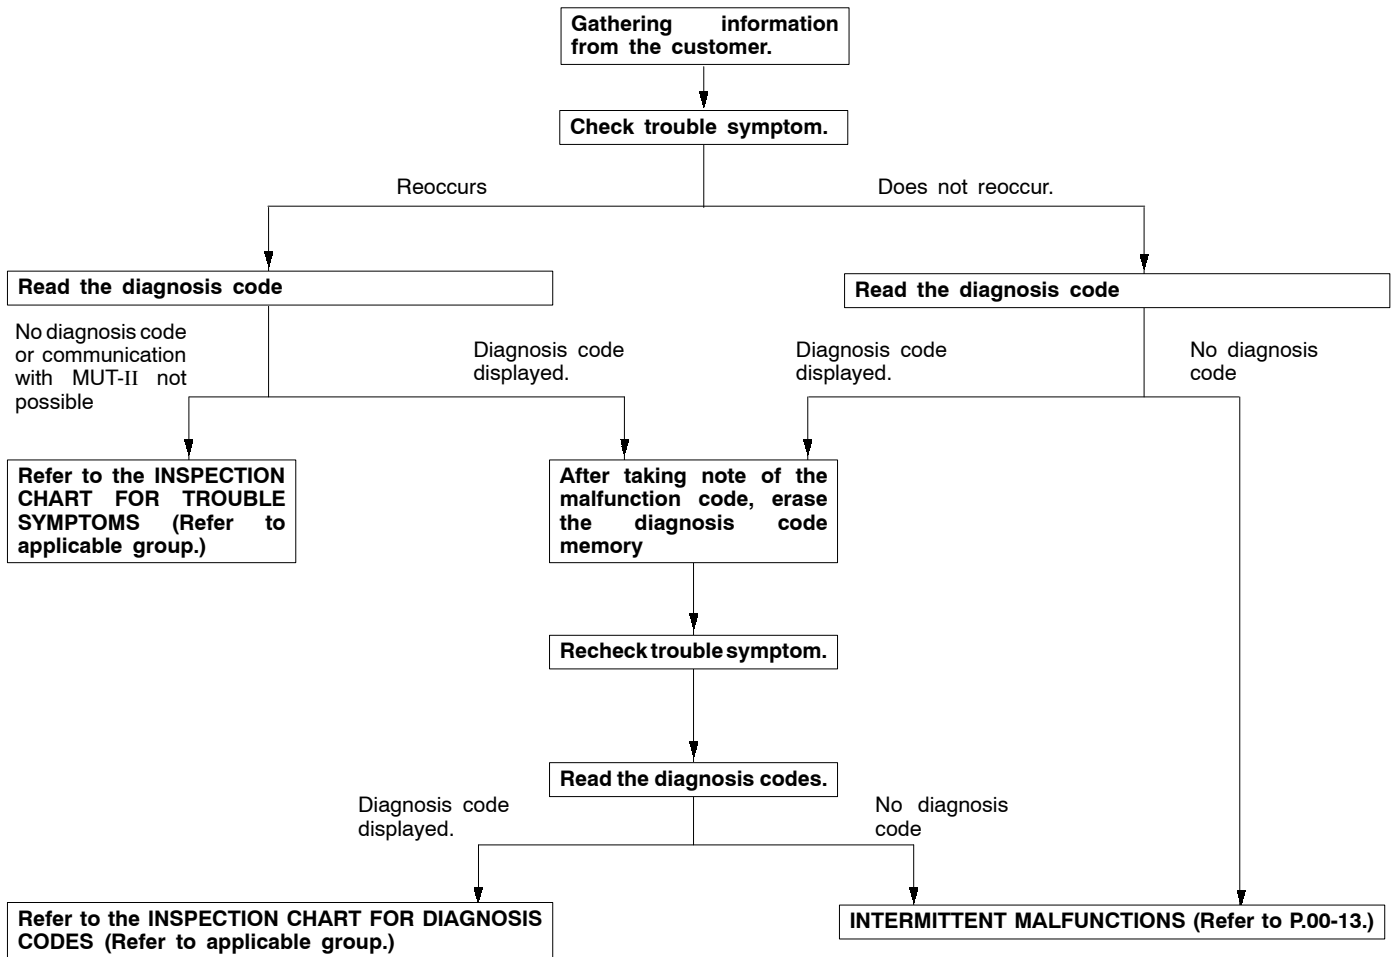 Gathering information
from the customer.
Check trouble symptom.
Reoccurs
Does not reoccur.
Read the diagnosis code
Read the diagnosis code
No diagnosis code
or communication
with MUT-II not
possible
Diagnosis code
displayed.
Diagnosis code
displayed.
No diagnosis
code
Refer to the INSPECTION
CHART FOR TROUBLE
SYMPTOMS (Refer to
applicable group.)
After taking note of the
malfunction code, erase
the diagnosis code
memory
Recheck trouble symptom.
Read the diagnosis codes.
Diagnosis code
displayed.
No diagnosis
code
Refer to the INSPECTION CHART FOR DIAGNOSIS
CODES (Refer to applicable group.)
INTERMITTENT MALFUNCTIONS (Refer to P.00-13.)